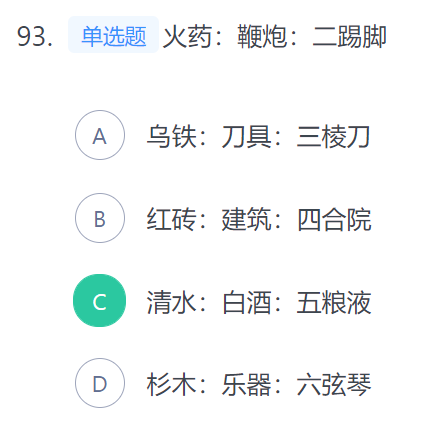 93. 单选题 火药：鞭炮：二踢脚
A 乌铁：刀具：三棱刀
B 红砖：建筑：四合院
C 清水：白酒：五粮液
D 杉木：乐器：六弦琴